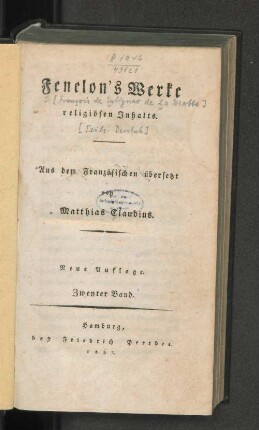 Fenelon's Werke
religiösen Inhalts.
Aus dem Französischen übersetzt
von
Matthias Claudius.
Neue Auflage.
Zweyter Band.
Hamburg,
bey Friedrich Perthes